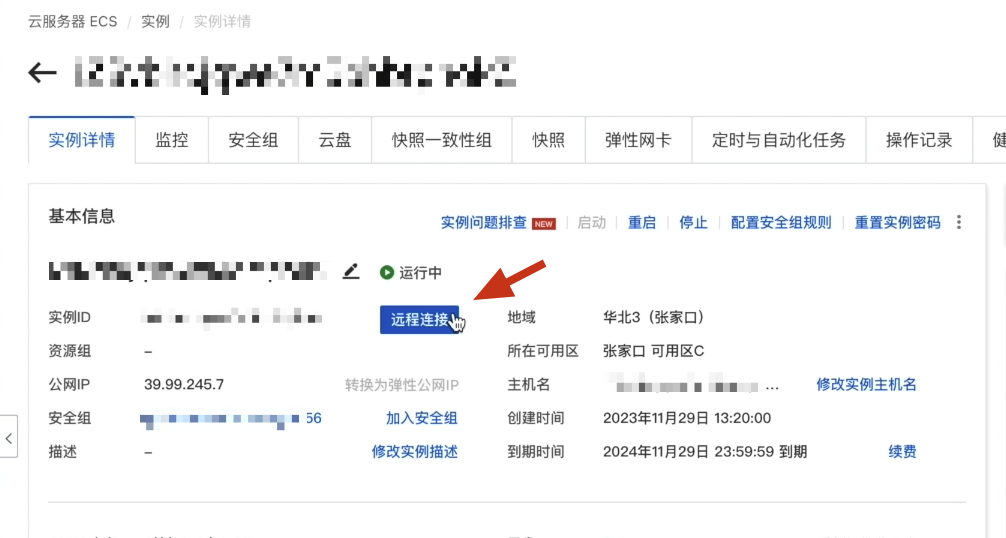 云服务器 ECS / 实例 / 实例详情
实例详情 监控 安全组 云盘 快照一致性组 快照 弹性网卡 定时与自动化任务 操作记录 健
基本信息 实例问题排查 NEW 启动 重启 停止 配置安全组规则 重置实例密码
运行中
实例ID 远程连接 地域 华北3（张家口）
资源组 – 所在可用区 张家口 可用区C
公网IP 39.99.245.7 转换为弹性公网IP 主机名 ... 修改实例主机名
安全组 56 加入安全组 创建时间 2023年11月29日 13:20:00
描述 – 修改实例描述 到期时间 2024年11月29日 23:59:59 到期 续费